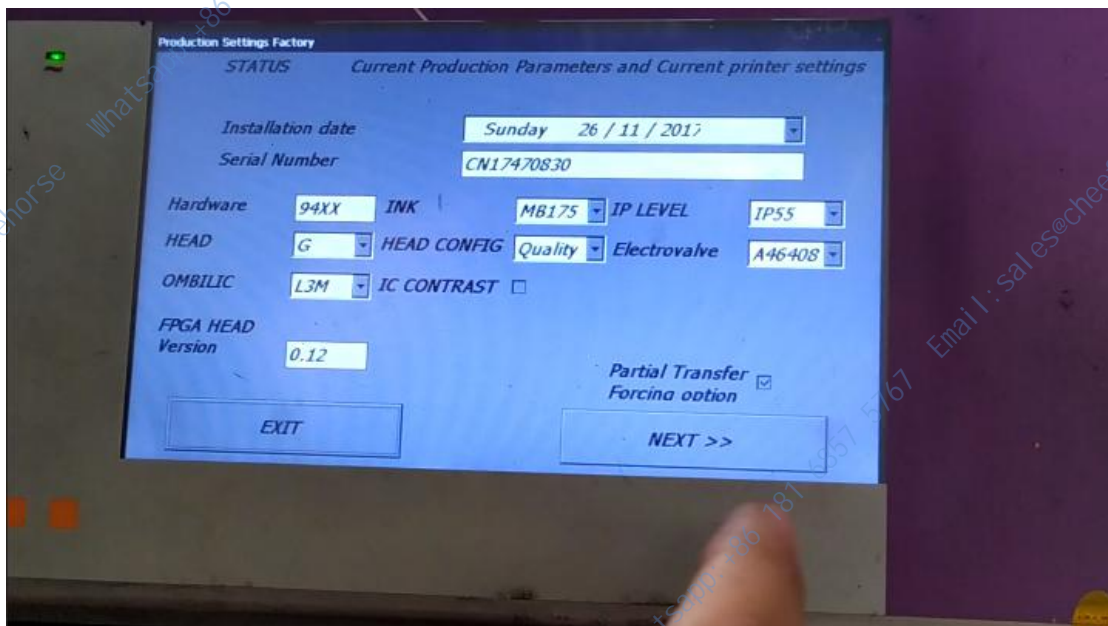 Production Settings Factory
STATUS Current Production Parameters and Current printer settings
Installation date Sunday 26 / 11 / 2017
Serial Number CN17470830
Hardware 94XX INK MB175 IP LEVEL IP55
HEAD G HEAD CONFIG Quality Electrovalve A46408
OMBILIC L3M IC CONTRAST
FPGA HEAD
Version 0.12
Partial Transfer
Forcing option
EXIT NEXT >>